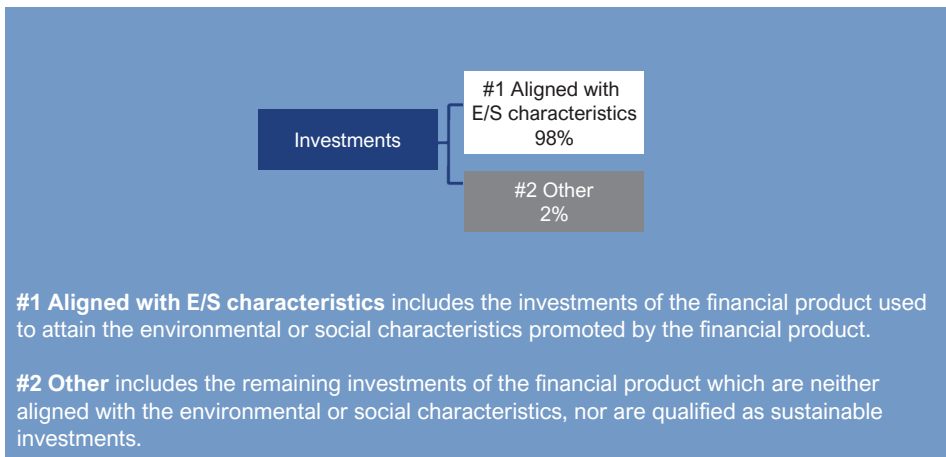 #1 Aligned with
E/S characteristics
98%
Investments
#2 Other
2%
#1 Aligned with E/S characteristics includes the investments of the financial product used
to attain the environmental or social characteristics promoted by the financial product.
#2 Other includes the remaining investments of the financial product which are neither
aligned with the environmental or social characteristics, nor are qualified as sustainable
investments.